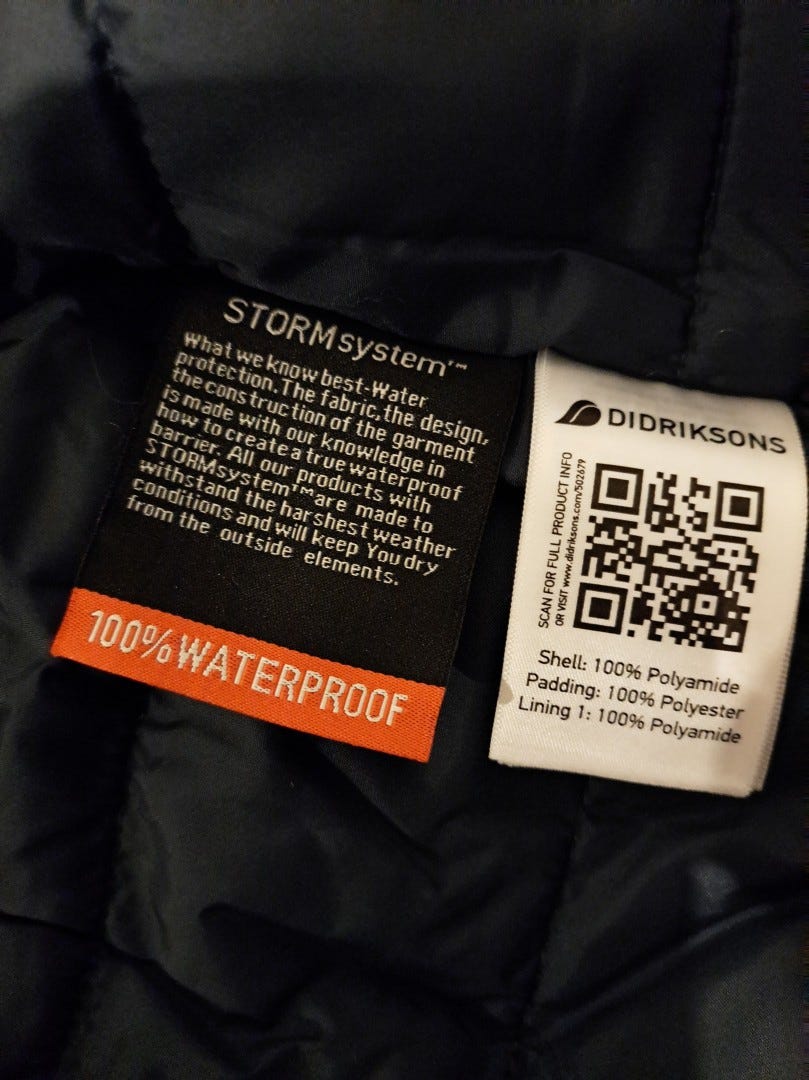 STORMsystem™
What we know best-Water
protection. The fabric, the design,
the construction of the garment
is made with our knowledge in
how to create a true waterproof
barrier. All our products with
STORMsystem™ are made to
withstand the harshest weather
conditions and will keep You dry
from the outside elements.
100% WATERPROOF
DIDRIKSONS
SCAN FOR FULL PRODUCT INFO
OR VISIT www.didriksons.com/502679
Shell: 100% Polyamide
Padding: 100% Polyester
Lining 1: 100% Polyamide